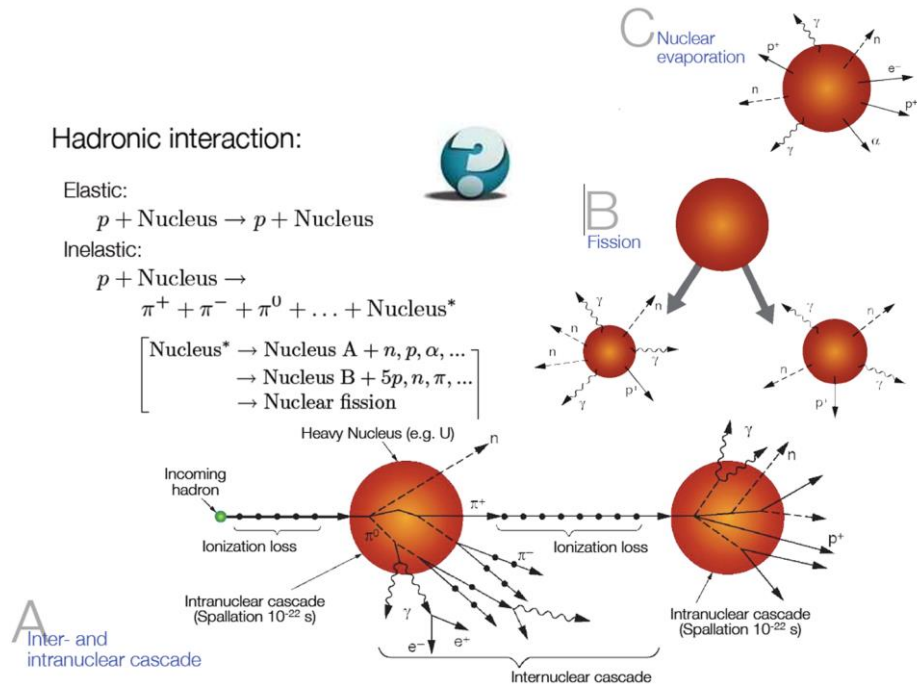 C Nuclear
evaporation
γ
n
p⁺
e⁻
n
p⁺
γ
α
Hadronic interaction:
?
Elastic:
p + Nucleus → p + Nucleus
Inelastic:
p + Nucleus →
π⁺ + π⁻ + π⁰ + … + Nucleus*
Nucleus* → Nucleus A + n, p, α, ...
→ Nucleus B + 5p, n, π, ...
→ Nuclear fission
B
Fission
γ
n
n
n
γ
γ
p⁺
γ
n
n
γ
p⁺
Heavy Nucleus (e.g. U)
n
γ
n
Incoming
hadron
π⁺
π⁰
p⁺
Ionization loss
Ionization loss
π⁻
Intranuclear cascade
(Spallation 10⁻²² s)
γ
e⁻
e⁺
Intranuclear cascade
(Spallation 10⁻²² s)
A
Inter- and
intranuclear cascade
Internuclear cascade